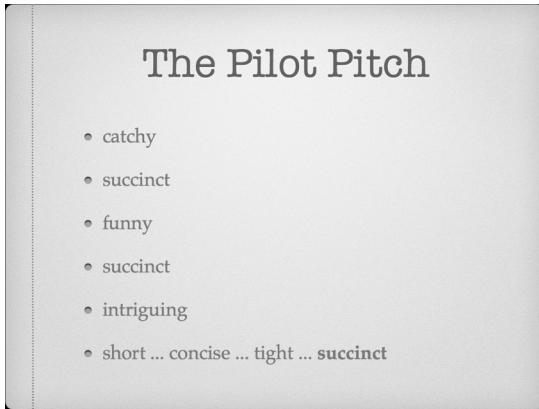 The Pilot Pitch
• catchy
• succinct
• funny
• succinct
• intriguing
• short ... concise ... tight ... succinct